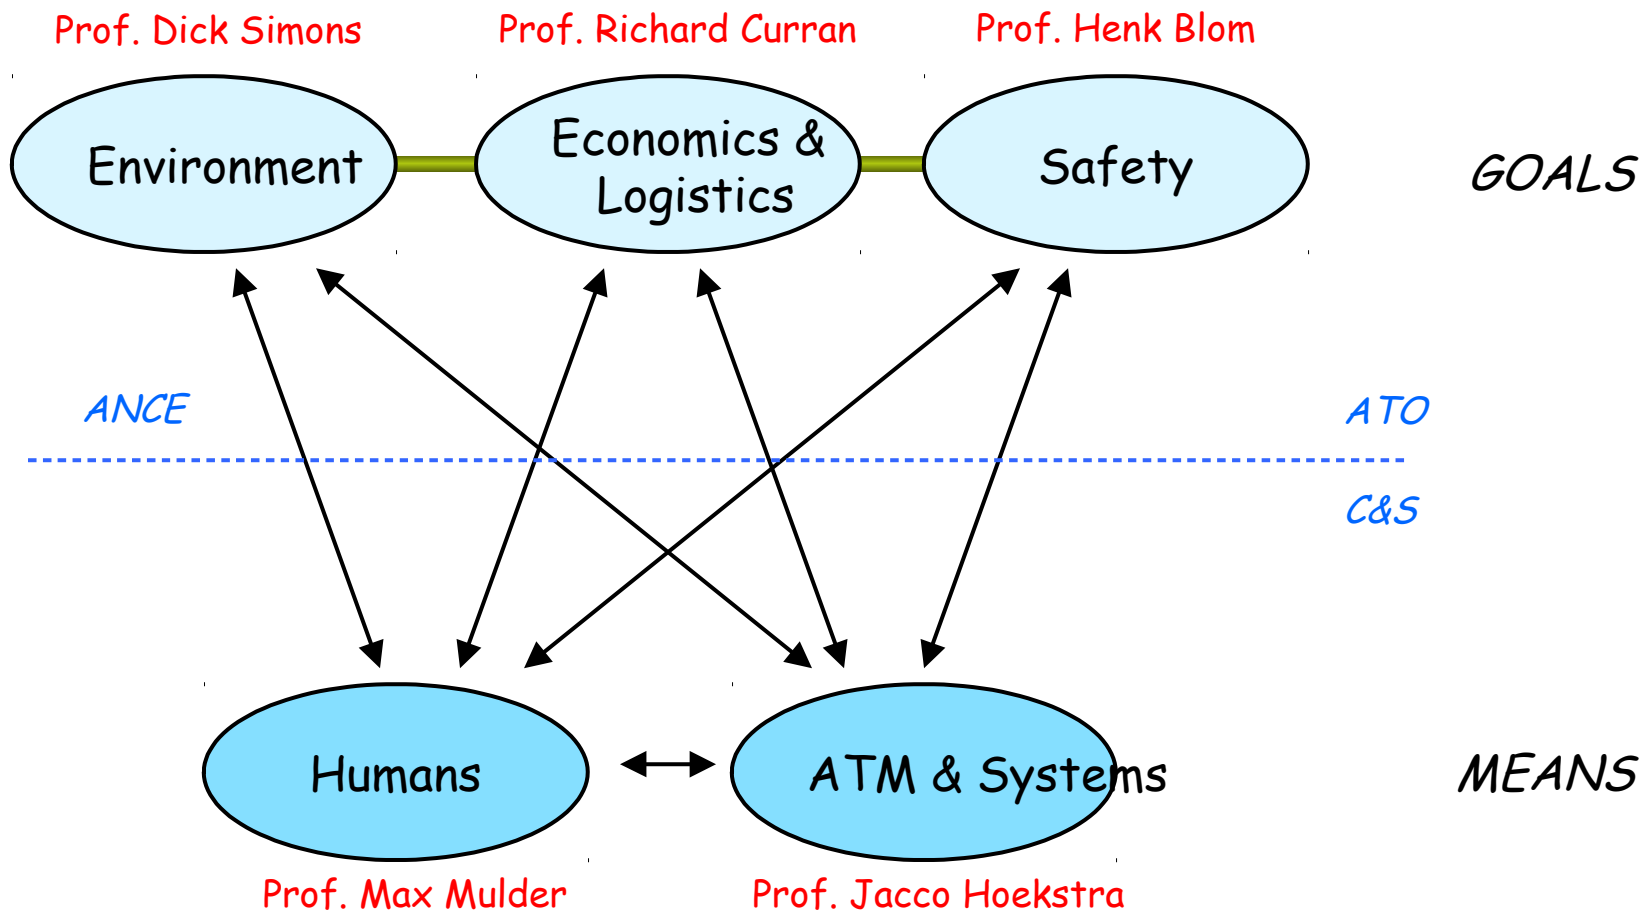 Prof. Dick Simons
Prof. Richard Curran
Prof. Henk Blom
Environment
Economics &
Logistics
Safety
GOALS
ANCE
ATO
C&S
Humans
ATM & Systems
MEANS
Prof. Max Mulder
Prof. Jacco Hoekstra